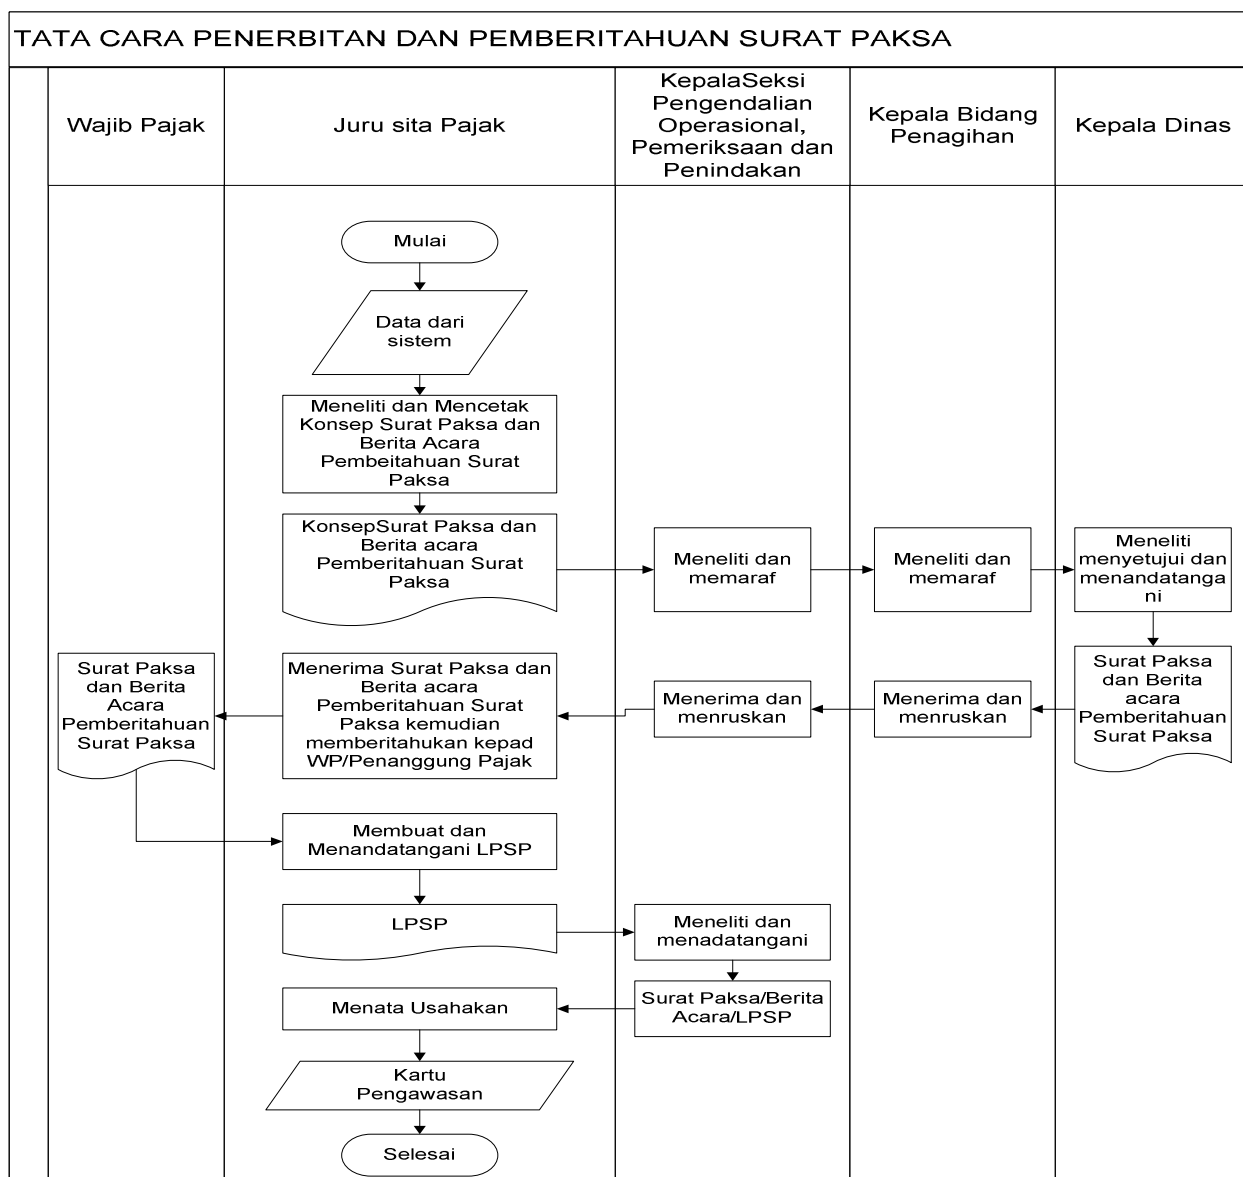 TATA CARA PENERBITAN DAN PEMBERITAHUAN SURAT PAKSA
Wajib Pajak
Juru sita Pajak
KepalaSeksi
Pengendalian
Operasional,
Pemeriksaan dan
Penindakan
Kepala Bidang
Penagihan
Kepala Dinas
Mulai
Data dari
sistem
Meneliti dan Mencetak
Konsep Surat Paksa dan
Berita Acara
Pembeitahuan Surat
Paksa
KonsepSurat Paksa dan
Berita acara
Pemberitahuan Surat
Paksa
Meneliti dan
memaraf
Meneliti dan
memaraf
Meneliti
menyetujui dan
menandatanga
ni
Surat Paksa
dan Berita
Acara
Pemberitahuan
Surat Paksa
Menerima Surat Paksa dan
Berita acara
Pemberitahuan Surat
Paksa kemudian
memberitahukan kepad
WP/Penanggung Pajak
Menerima dan
menruskan
Menerima dan
menruskan
Surat Paksa
dan Berita
acara
Pemberitahuan
Surat Paksa
Membuat dan
Menandatangani LPSP
LPSP
Meneliti dan
menadatangani
Menata Usahakan
Surat Paksa/Berita
Acara/LPSP
Kartu
Pengawasan
Selesai